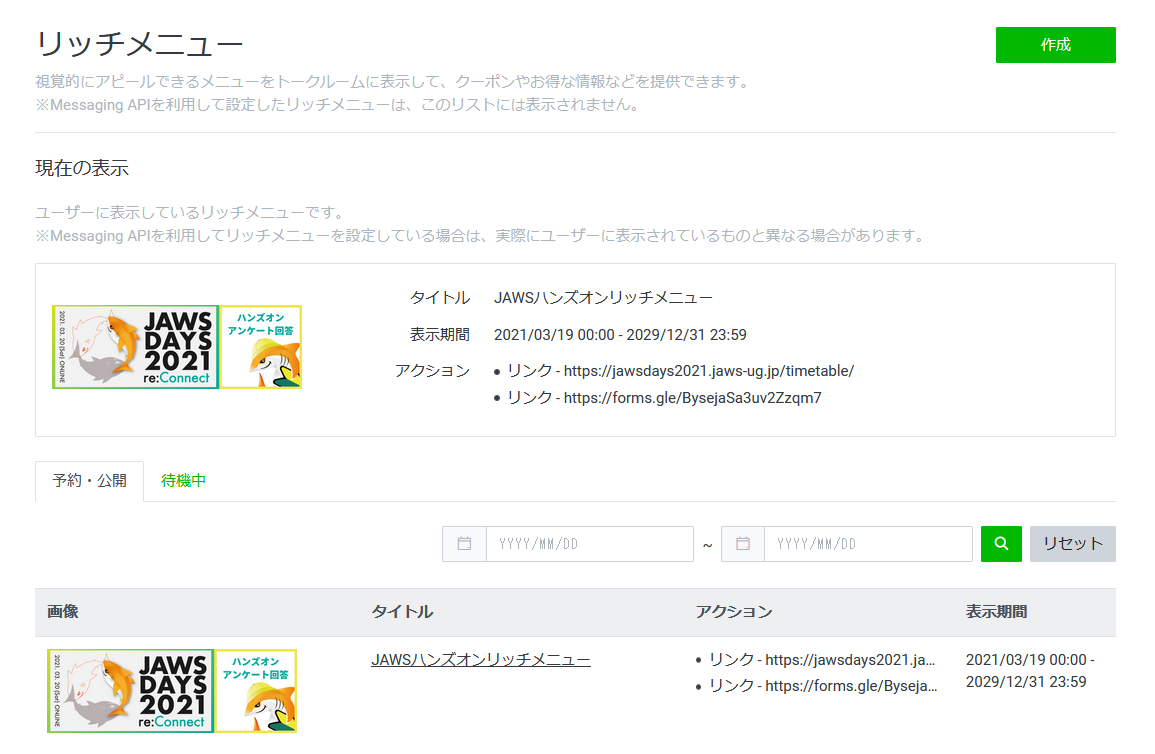 リッチメニュー
作成
視覚的にアピールできるメニューをトークルームに表示して、クーポンやお得な情報などを提供できます。
※Messaging APIを利用して設定したリッチメニューは、このリストには表示されません。
現在の表示
ユーザーに表示しているリッチメニューです。
※Messaging APIを利用してリッチメニューを設定している場合は、実際にユーザーに表示されているものと異なる場合があります。
2021. 03. 20 (Sat) ONLINE
JAWS
DAYS
2021
re:Connect
ハンズオン
アンケート回答
タイトル JAWSハンズオンリッチメニュー
表示期間 2021/03/19 00:00 - 2029/12/31 23:59
アクション • リンク - https://jawsdays2021.jaws-ug.jp/timetable/
• リンク - https://forms.gle/BysejaSa3uv2Zzqm7
予約・公開 待機中
YYYY/MM/DD ~ YYYY/MM/DD リセット
画像 タイトル アクション 表示期間
2021. 03. 20 (Sat) ONLINE
JAWS
DAYS
2021
re:Connect
ハンズオン
アンケート回答
JAWSハンズオンリッチメニュー
• リンク - https://jawsdays2021.ja...
• リンク - https://forms.gle/Byseja...
2021/03/19 00:00 -
2029/12/31 23:59